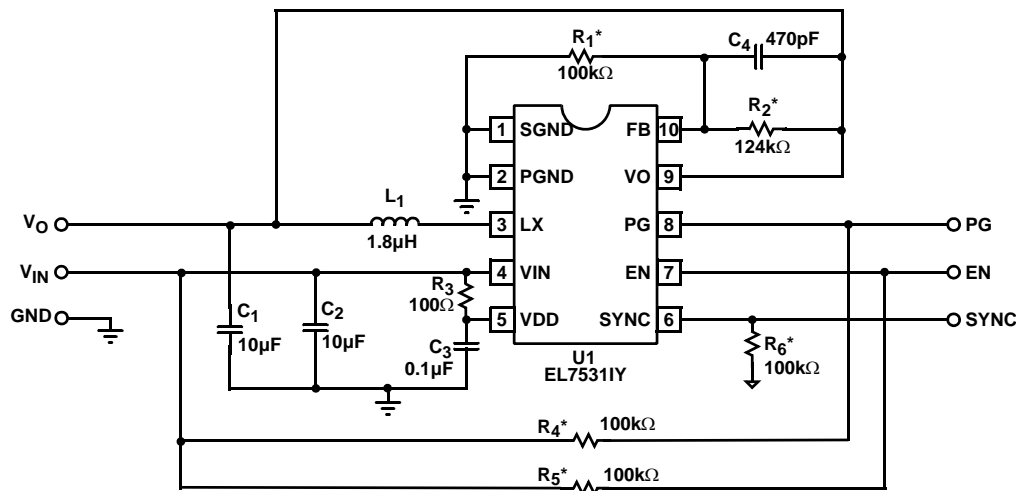 R1*
100kΩ
C4 470pF
R2*
124kΩ
1 SGND
FB 10
2 PGND
VO 9
L1
1.8µH
VO
3 LX
PG 8
PG
VIN
4 VIN
EN 7
EN
R3
100Ω
GND
5 VDD
SYNC 6
SYNC
C1
10µF
C2
10µF
C3
0.1µF
U1
EL7531IY
R6*
100kΩ
R4* 100kΩ
R5* 100kΩ